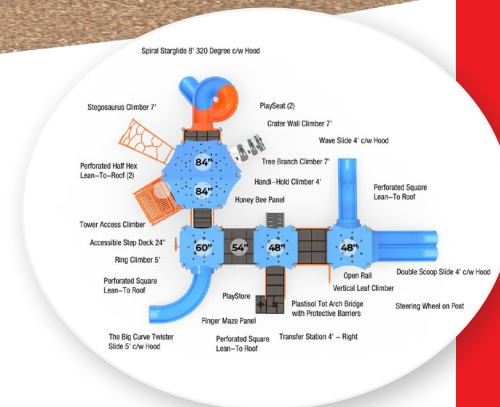 Spiral Starglide 8' 320 Degree c/w Hood
Stegosaurus Climber 7'
PlaySeat (2)
Crater Wall Climber 7'
Wave Slide 4' c/w Hood
Perforated Half Hex
Lean-To-Roof (2)
84"
Tree Branch Climber 7'
84"
Handi-Hold Climber 4'
Perforated Square
Lean-To Roof
Honey Bee Panel
Tower Access Climber
Accessible Step Deck 24"
60"
54"
48"
48"
Ring Climber 5'
Open Rail
Double Scoop Slide 4' c/w Hood
Perforated Square
Lean-To Roof
Vertical Leaf Climber
PlayStore
Plastisol Tot Arch Bridge
with Protective Barriers
Steering Wheel on Post
Finger Maze Panel
The Big Curve Twister
Slide 5' c/w Hood
Perforated Square
Lean-To Roof
Transfer Station 4' - Right